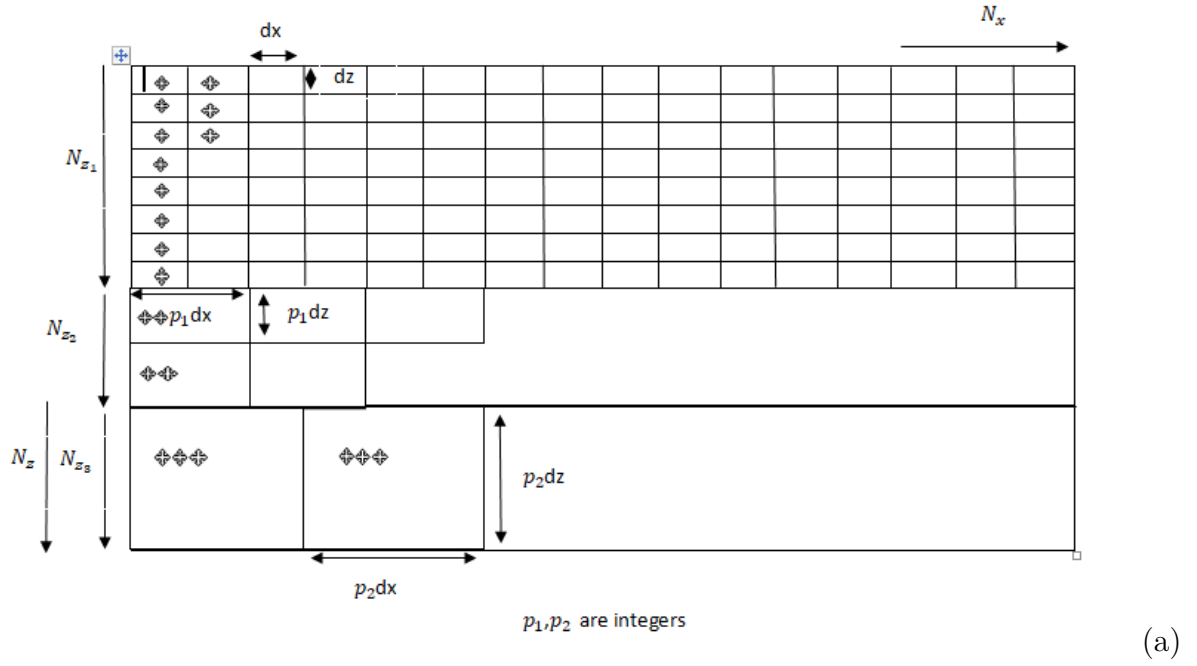 N_x
dx
dz
N_{z_1}
p_1dx
p_1dz
N_{z_2}
N_z
N_{z_3}
p_2dz
p_2dx
p_1,p_2 are integers
(a)